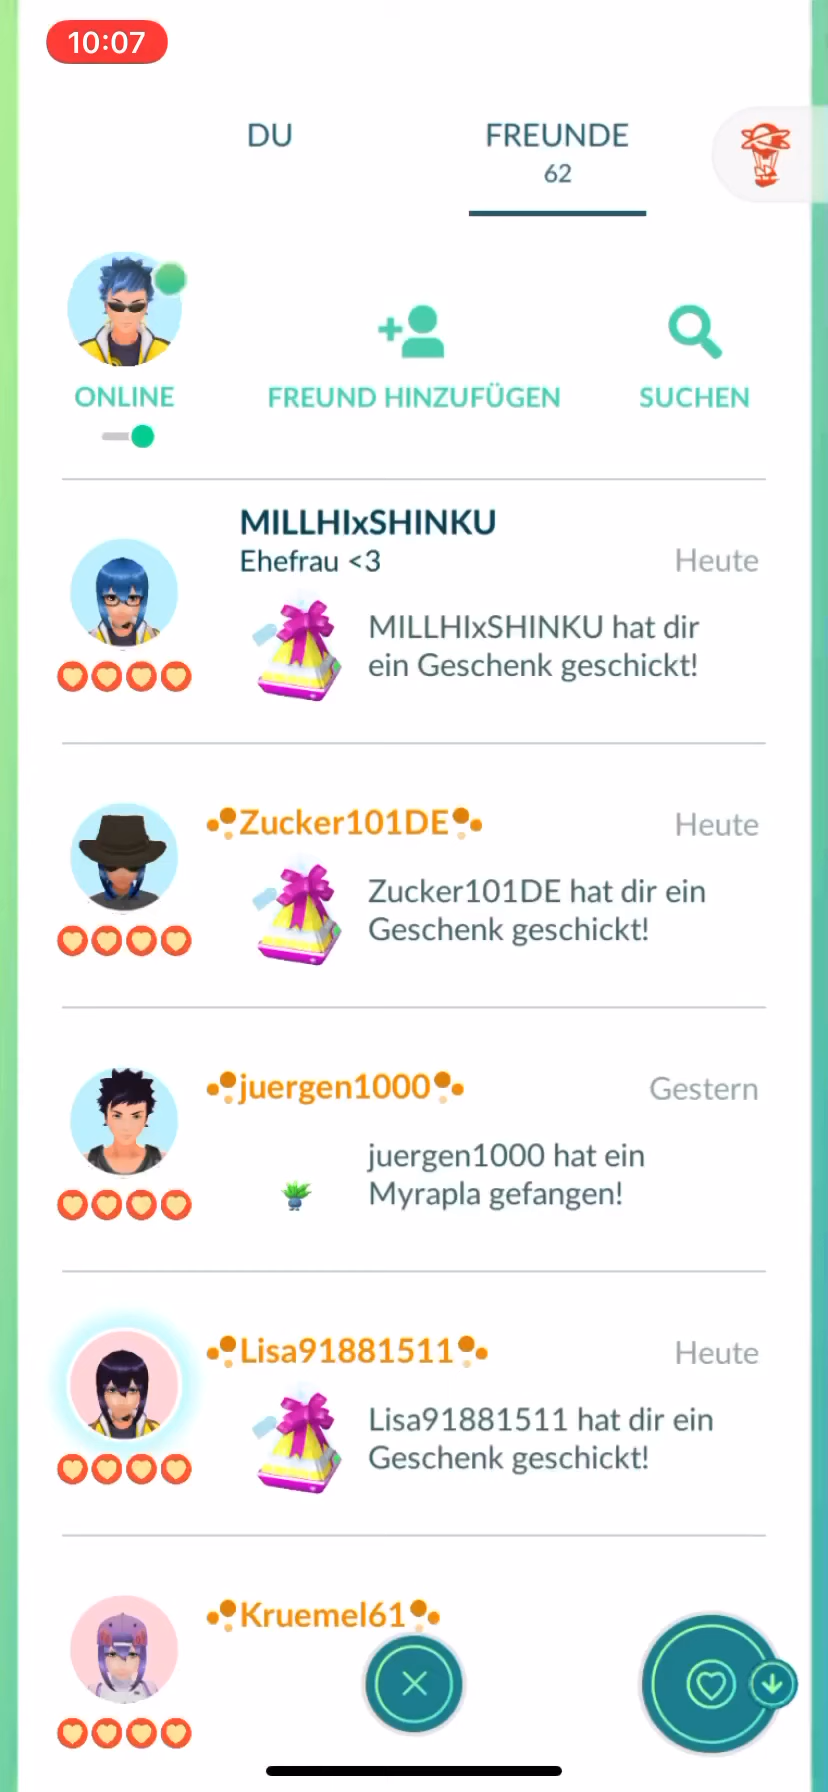 10:07
DU
FREUNDE
62
ONLINE
FREUND HINZUFÜGEN
SUCHEN
MILLHIxSHINKU
Ehefrau <3
Heute
MILLHIxSHINKU hat dir
ein Geschenk geschickt!
Zucker101DE
Heute
Zucker101DE hat dir ein
Geschenk geschickt!
juergen1000
Gestern
juergen1000 hat ein
Myrapla gefangen!
Lisa91881511
Heute
Lisa91881511 hat dir ein
Geschenk geschickt!
Kruemel61